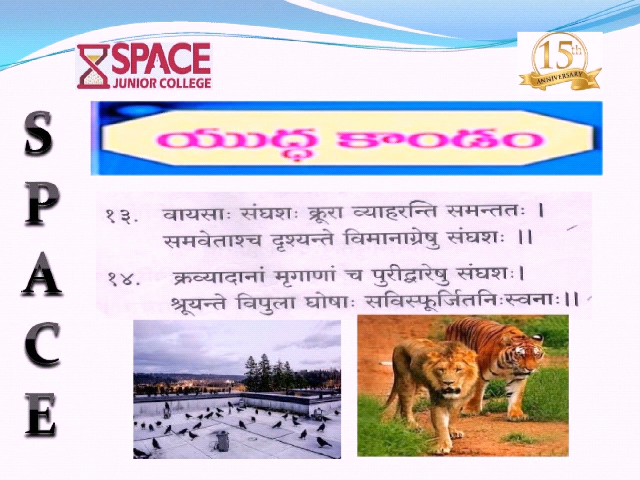 SPACE
JUNIOR COLLEGE
15th
ANNIVERSARY
యుద్ధ కాండం
SPACE
१३. वायसाः संघशः क्रूरा व्याहरन्ति समन्ततः ।
समवेताश्च दृश्यन्ते विमानाग्रेषु संघशः ।।
१४. क्रव्यादानां मृगाणां च पुरीद्वारेषु संघशः।
श्रूयन्ते विपुला घोषाः सविस्फूर्जितनिःस्वनाः।।